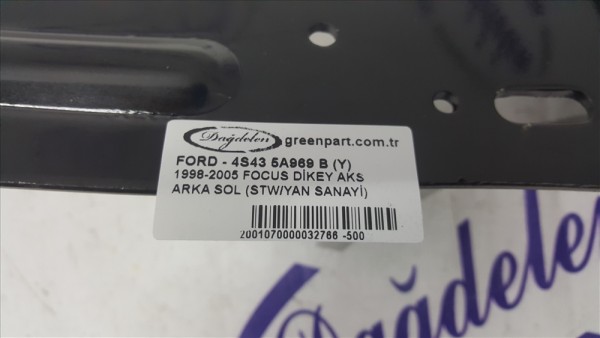 Dağdelen greenpart.com.tr
FORD - 4S43 5A969 B (Y)
1998-2005 FOCUS DİKEY AKS
ARKA SOL (STW/YAN SANAYİ)
2001070000032766 -500
Dağdelen